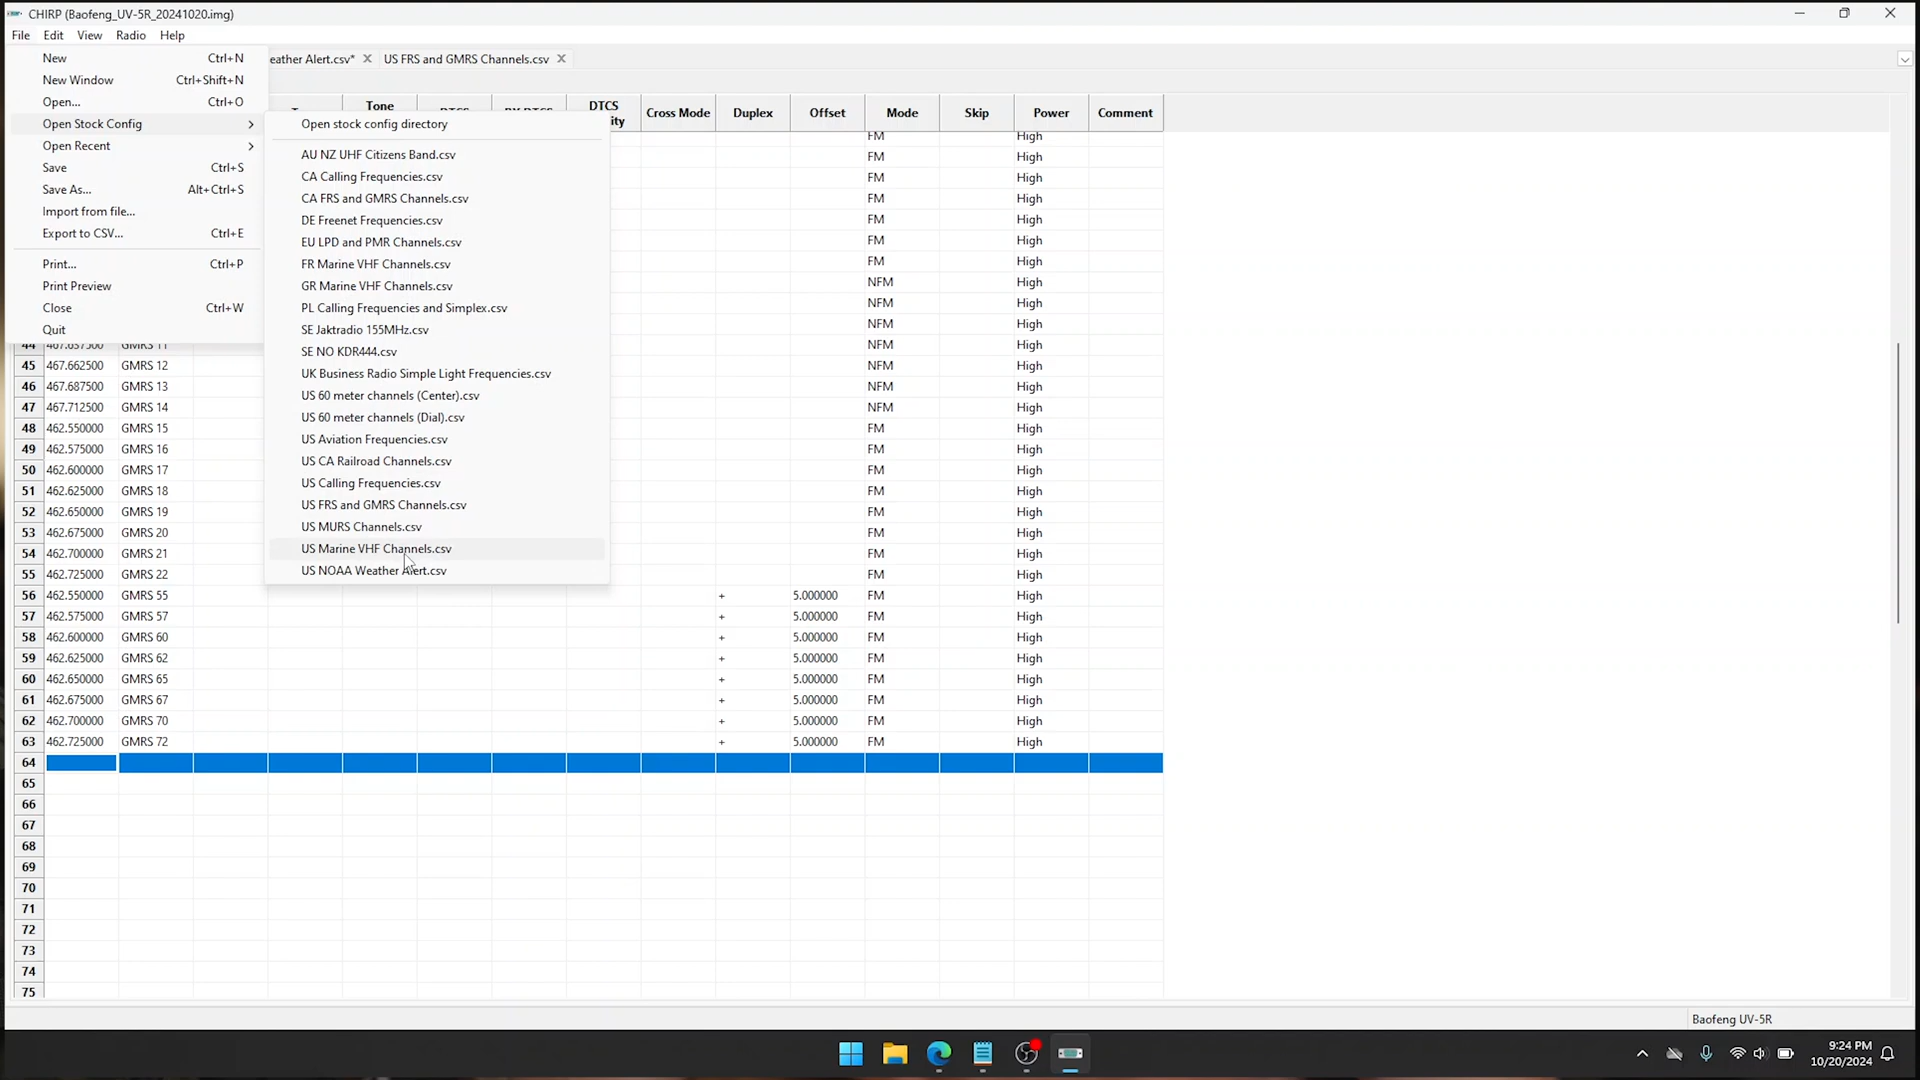 CHIRP (Baofeng_UV-5R_20241020.img)
File Edit View Radio Help
New Ctrl+N
New Window Ctrl+Shift+N
Open... Ctrl+O
Open Stock Config
Open Recent
Save Ctrl+S
Save As... Alt+Ctrl+S
Import from file...
Export to CSV... Ctrl+E
Print... Ctrl+P
Print Preview
Close Ctrl+W
Quit
eather Alert.csv* US FRS and GMRS Channels.csv
Open stock config directory
AU NZ UHF Citizens Band.csv
CA Calling Frequencies.csv
CA FRS and GMRS Channels.csv
DE Freenet Frequencies.csv
EU LPD and PMR Channels.csv
FR Marine VHF Channels.csv
GR Marine VHF Channels.csv
PL Calling Frequencies and Simplex.csv
SE Jaktradio 155MHz.csv
SE NO KDR444.csv
UK Business Radio Simple Light Frequencies.csv
US 60 meter channels (Center).csv
US 60 meter channels (Dial).csv
US Aviation Frequencies.csv
US CA Railroad Channels.csv
US Calling Frequencies.csv
US FRS and GMRS Channels.csv
US MURS Channels.csv
US Marine VHF Channels.csv
US NOAA Weather Alert.csv
Tone DTCS ity Cross Mode Duplex Offset Mode Skip Power Comment
FM High
FM High
FM High
FM High
FM High
FM High
FM High
NFM High
NFM High
NFM High
44 467.637500 GMRS 11 NFM High
45 467.662500 GMRS 12 NFM High
46 467.687500 GMRS 13 NFM High
47 467.712500 GMRS 14 NFM High
48 462.550000 GMRS 15 FM High
49 462.575000 GMRS 16 FM High
50 462.600000 GMRS 17 FM High
51 462.625000 GMRS 18 FM High
52 462.650000 GMRS 19 FM High
53 462.675000 GMRS 20 FM High
54 462.700000 GMRS 21 FM High
55 462.725000 GMRS 22 FM High
56 462.550000 GMRS 55 + 5.000000 FM High
57 462.575000 GMRS 57 + 5.000000 FM High
58 462.600000 GMRS 60 + 5.000000 FM High
59 462.625000 GMRS 62 + 5.000000 FM High
60 462.650000 GMRS 65 + 5.000000 FM High
61 462.675000 GMRS 67 + 5.000000 FM High
62 462.700000 GMRS 70 + 5.000000 FM High
63 462.725000 GMRS 72 + 5.000000 FM High
64
65
66
67
68
69
70
71
72
73
74
75
Baofeng UV-5R
9:24 PM
10/20/2024